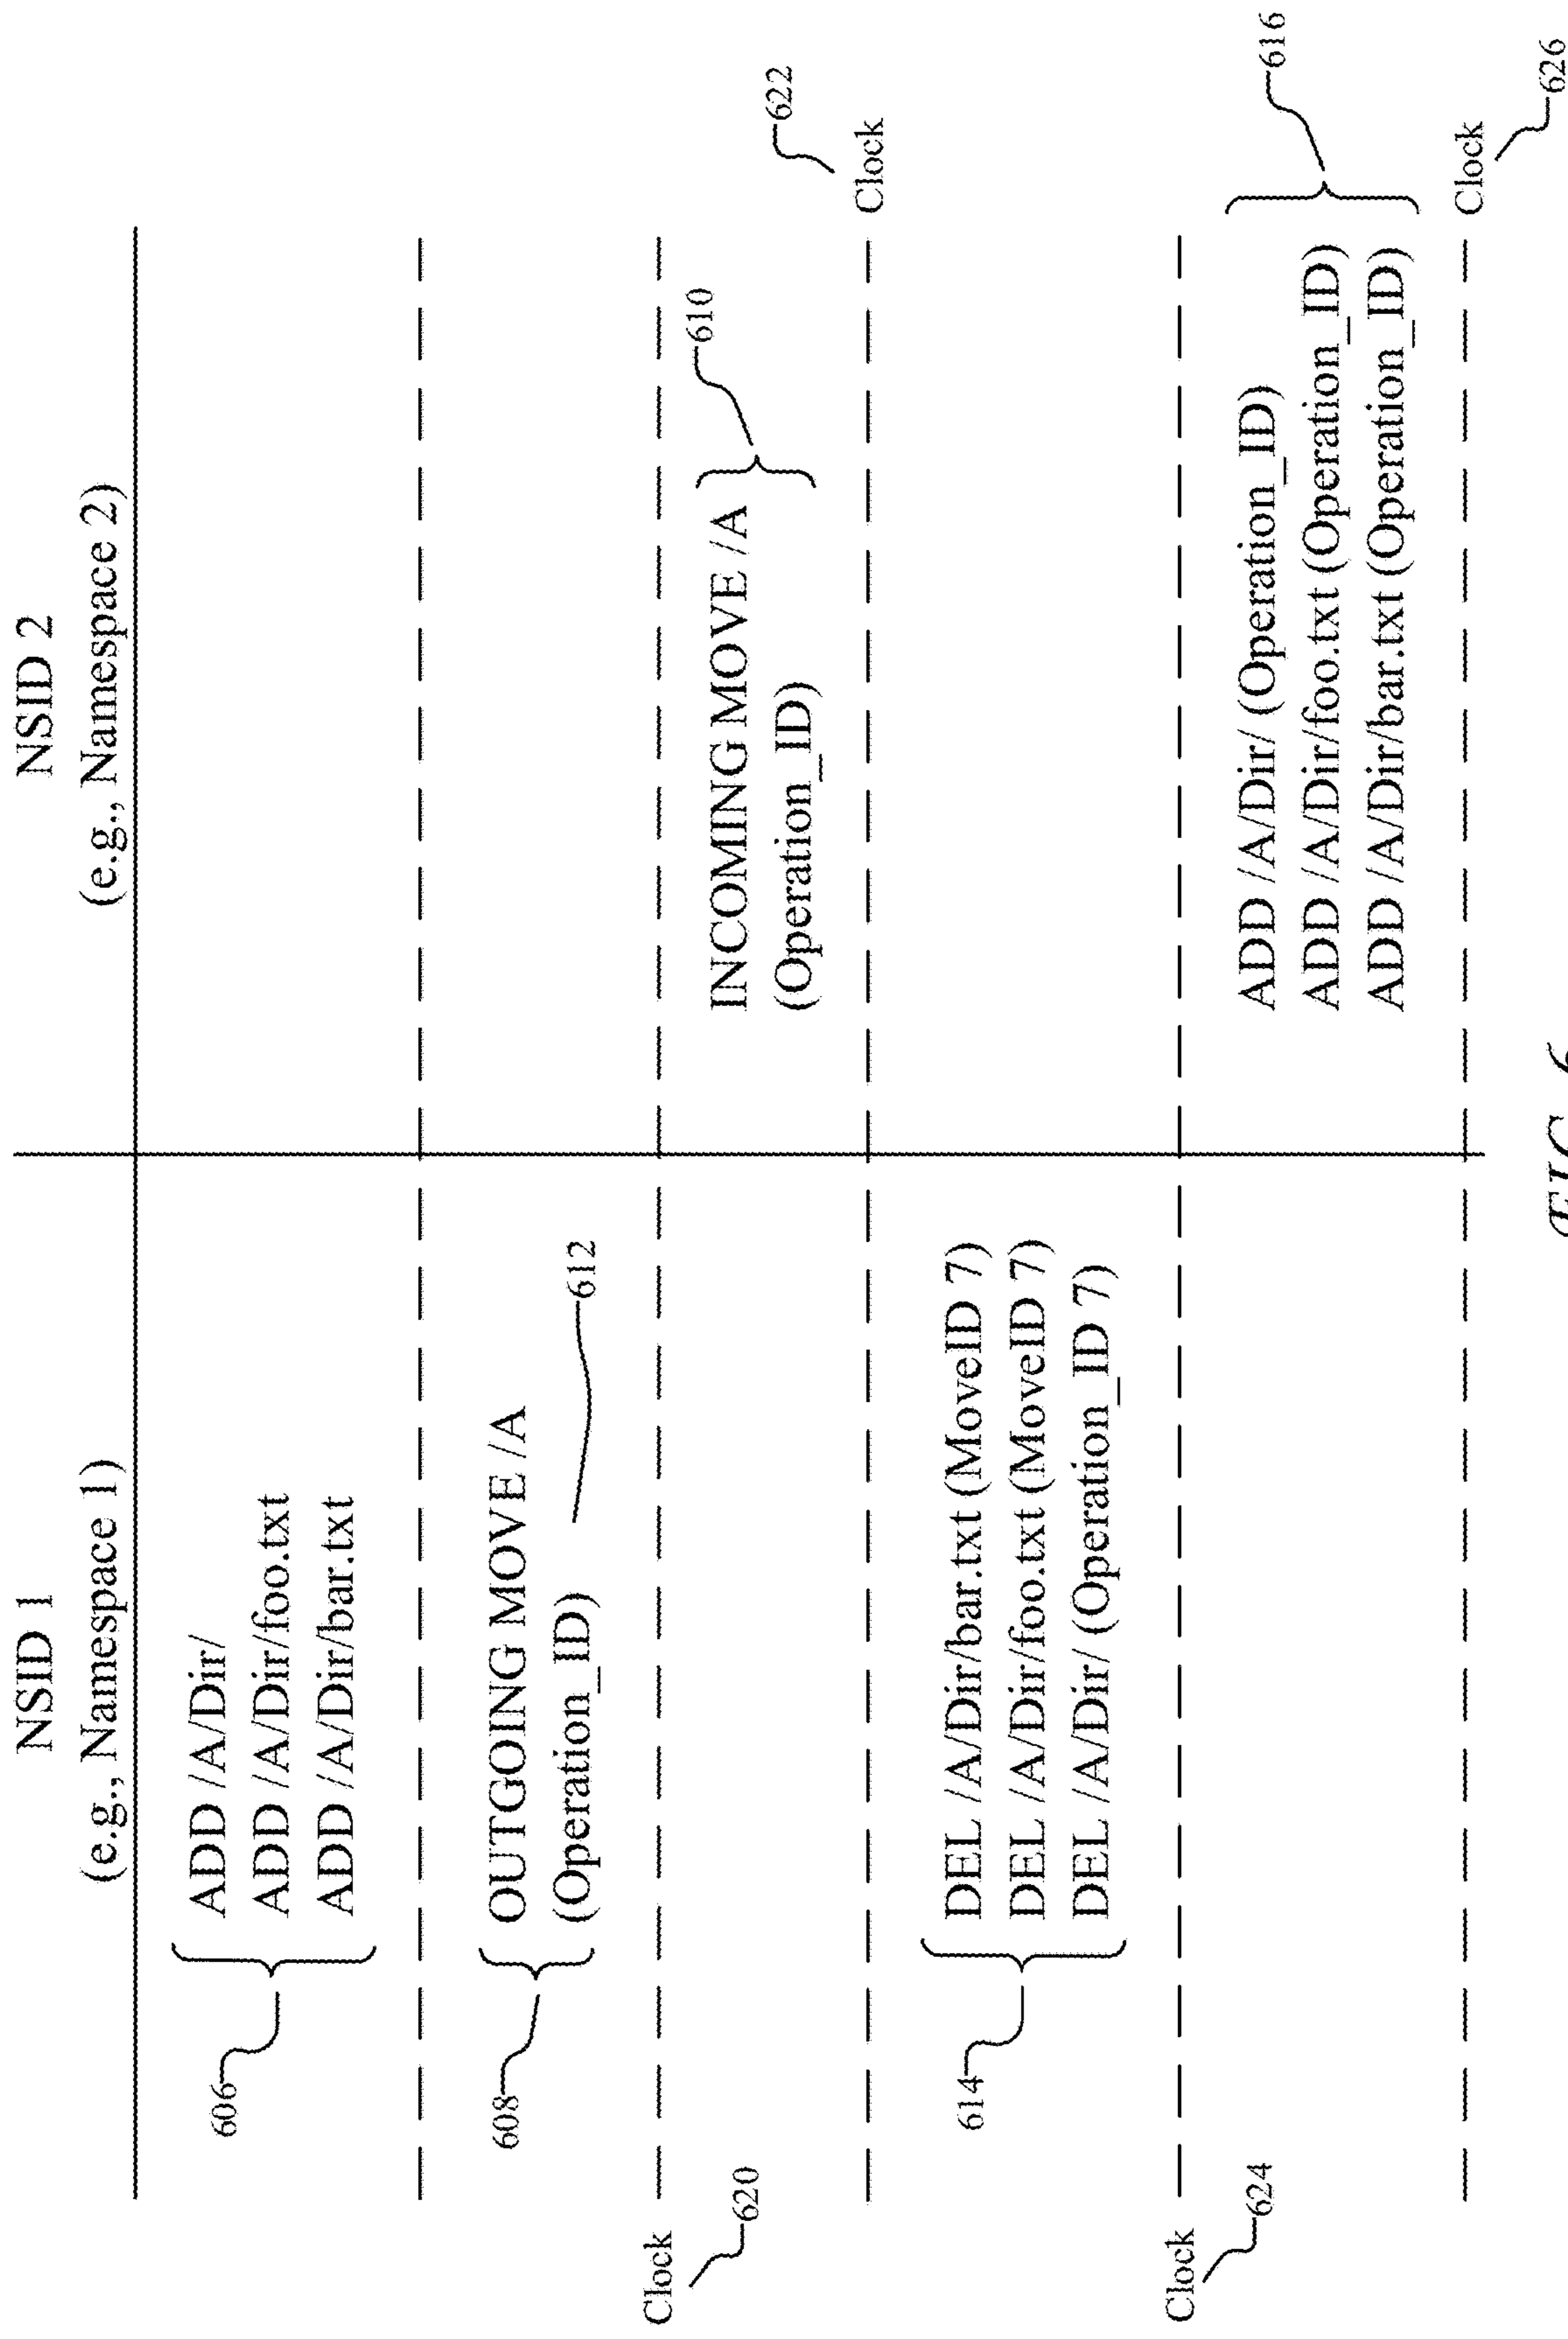 NSID 1
(e.g., Namespace 1)
NSID 2
(e.g., Namespace 2)
606
ADD /A/Dir/
ADD /A/Dir/foo.txt
ADD /A/Dir/bar.txt
608
OUTGOING MOVE /A
(Operation_ID)
612
Clock
620
INCOMING MOVE /A
(Operation_ID)
610
622
Clock
614
DEL /A/Dir/bar.txt (MoveID 7)
DEL /A/Dir/foo.txt (MoveID 7)
DEL /A/Dir/ (Operation_ID 7)
Clock
624
ADD /A/Dir/ (Operation_ID)
ADD /A/Dir/foo.txt (Operation_ID)
ADD /A/Dir/bar.txt (Operation_ID)
616
Clock
626
FIG. 6